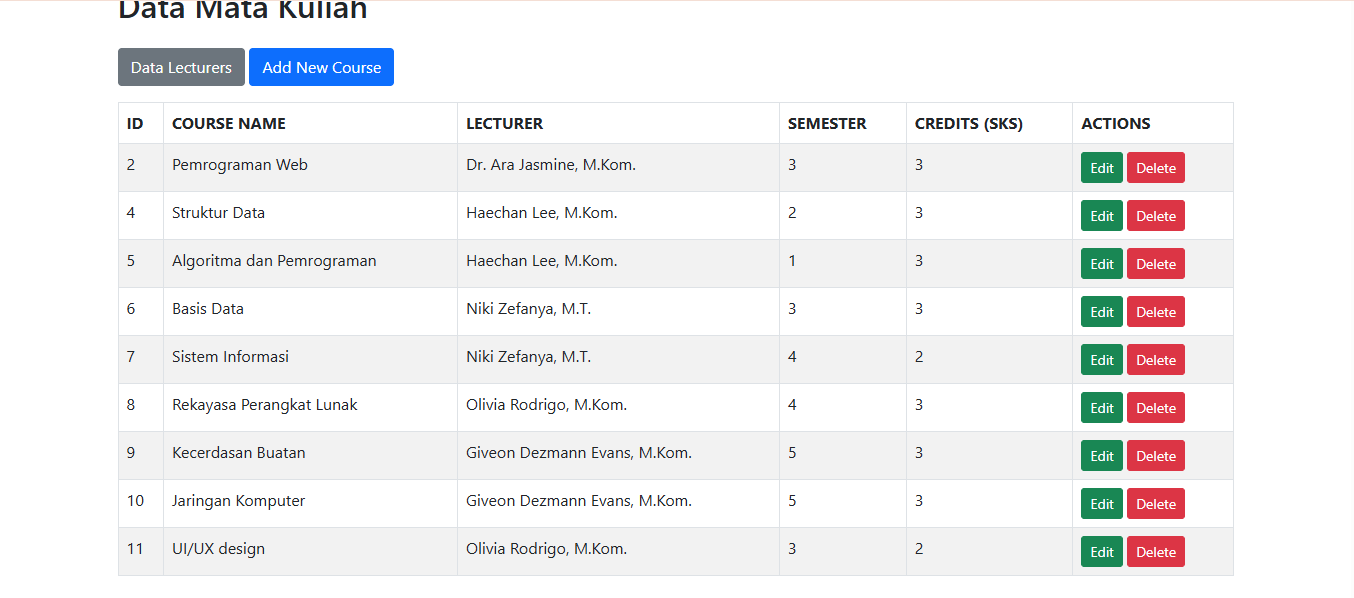 Data Mata Kuliah
Data Lecturers Add New Course
ID COURSE NAME LECTURER SEMESTER CREDITS (SKS) ACTIONS
2 Pemrograman Web Dr. Ara Jasmine, M.Kom. 3 3 Edit Delete
4 Struktur Data Haechan Lee, M.Kom. 2 3 Edit Delete
5 Algoritma dan Pemrograman Haechan Lee, M.Kom. 1 3 Edit Delete
6 Basis Data Niki Zefanya, M.T. 3 3 Edit Delete
7 Sistem Informasi Niki Zefanya, M.T. 4 2 Edit Delete
8 Rekayasa Perangkat Lunak Olivia Rodrigo, M.Kom. 4 3 Edit Delete
9 Kecerdasan Buatan Giveon Dezmann Evans, M.Kom. 5 3 Edit Delete
10 Jaringan Komputer Giveon Dezmann Evans, M.Kom. 5 3 Edit Delete
11 UI/UX design Olivia Rodrigo, M.Kom. 3 2 Edit Delete